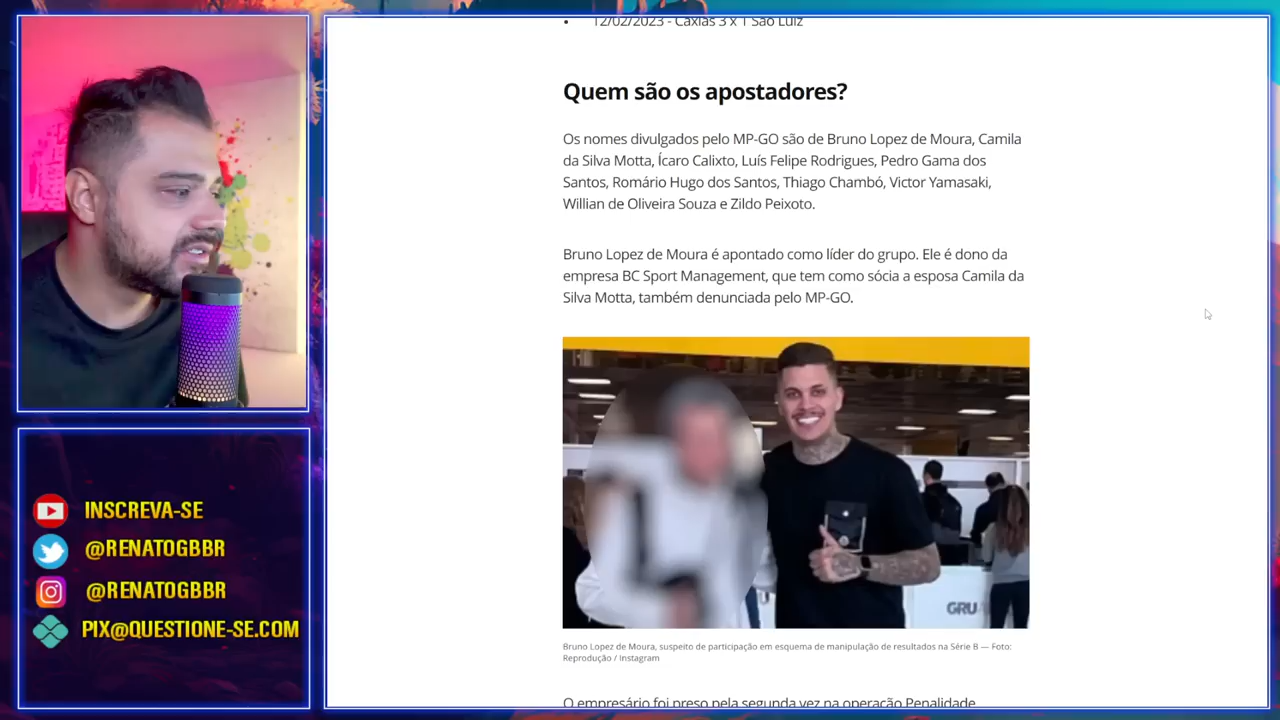 12/02/2023 - Caxias 3 x 1 São Luiz
Quem são os apostadores?
Os nomes divulgados pelo MP-GO são de Bruno Lopez de Moura, Camila
da Silva Motta, Ícaro Calixto, Luís Felipe Rodrigues, Pedro Gama dos
Santos, Romário Hugo dos Santos, Thiago Chambó, Victor Yamasaki,
Willian de Oliveira Souza e Zildo Peixoto.
Bruno Lopez de Moura é apontado como líder do grupo. Ele é dono da
empresa BC Sport Management, que tem como sócia a esposa Camila da
Silva Motta, também denunciada pelo MP-GO.
GRU
Bruno Lopez de Moura, suspeito de participação em esquema de manipulação de resultados na Série B — Foto:
Reprodução / Instagram
O empresário foi preso pela segunda vez na operação Penalidade
INSCREVA-SE
@RENATOGBBR
@RENATOGBBR
PIX@QUESTIONE-SE.COM